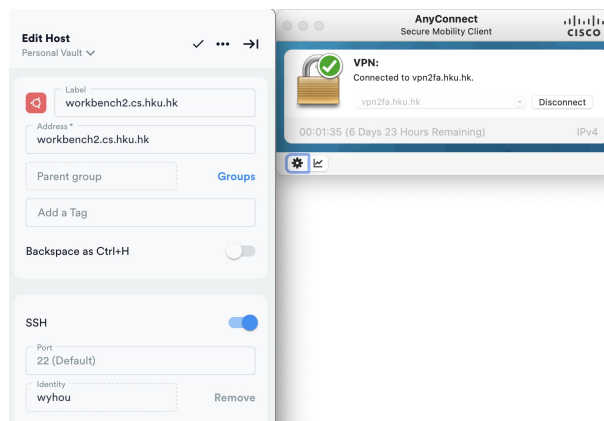 Edit Host
Personal Vault
Label
workbench2.cs.hku.hk
Address *
workbench2.cs.hku.hk
Parent group
Groups
Add a Tag
Backspace as Ctrl+H
SSH
Port
22 (Default)
Identity
wyhou
Remove
AnyConnect
Secure Mobility Client
CISCO
VPN:
Connected to vpn2fa.hku.hk.
vpn2fa.hku.hk
Disconnect
00:01:35 (6 Days 23 Hours Remaining)
IPv4